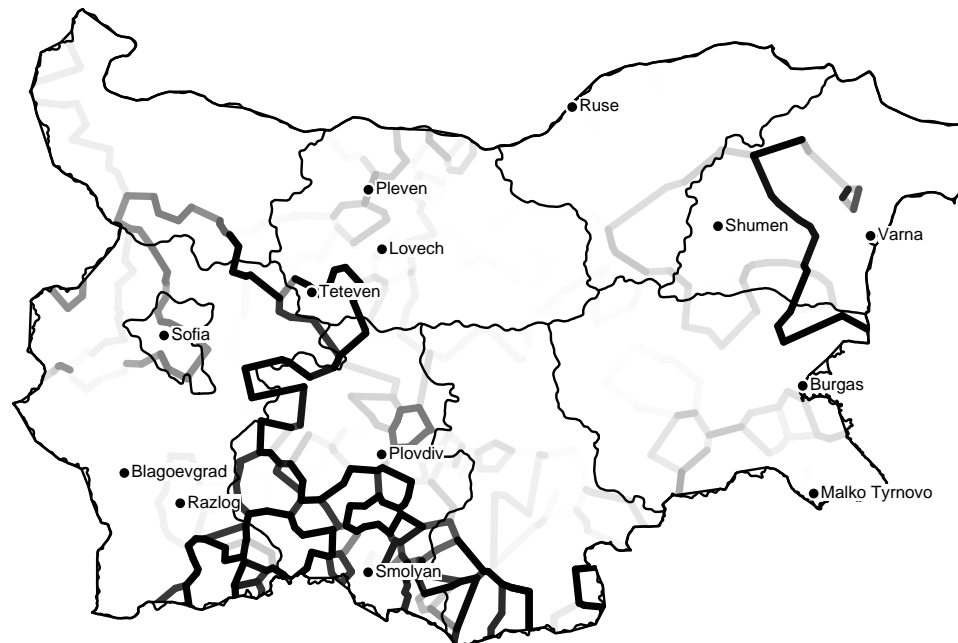 Ruse
Pleven
Shumen
Varna
Lovech
Teteven
Sofia
Burgas
Plovdiv
Blagoevgrad
Malko Tyrnovo
Razlog
Smolyan